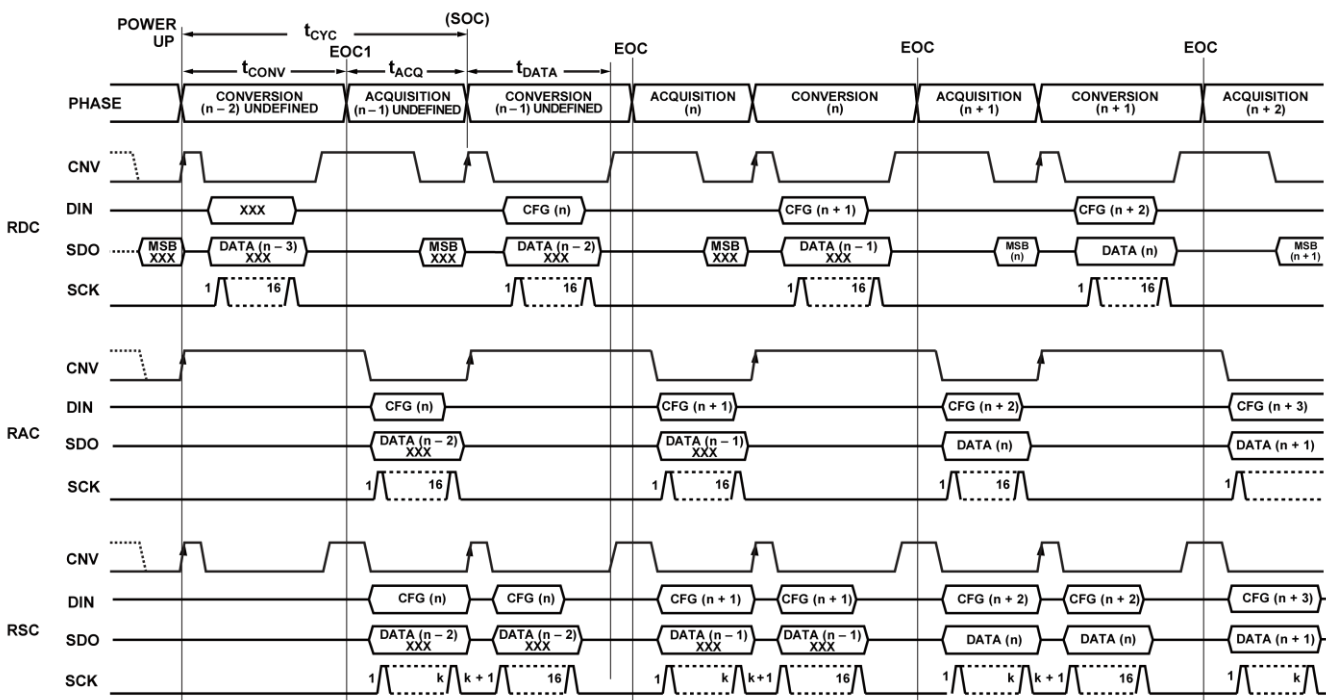 POWER UP
(SOC)
tCYC
EOC1
EOC
EOC
EOC
tCONV
tACQ
tDATA
PHASE
CONVERSION (n – 2) UNDEFINED
ACQUISITION (n – 1) UNDEFINED
CONVERSION (n – 1) UNDEFINED
ACQUISITION (n)
CONVERSION (n)
ACQUISITION (n + 1)
CONVERSION (n + 1)
ACQUISITION (n + 2)
RDC
CNV
DIN
XXX
CFG (n)
CFG (n + 1)
CFG (n + 2)
SDO
MSB XXX
DATA (n – 3) XXX
MSB XXX
DATA (n – 2) XXX
MSB XXX
DATA (n – 1) XXX
MSB (n)
DATA (n)
MSB (n + 1)
SCK
1 16
1 16
1 16
1 16
RAC
CNV
DIN
CFG (n)
CFG (n + 1)
CFG (n + 2)
CFG (n + 3)
SDO
DATA (n – 2) XXX
DATA (n – 1) XXX
DATA (n)
DATA (n + 1)
SCK
1 16
1 16
1 16
1
RSC
CNV
DIN
CFG (n)
CFG (n)
CFG (n + 1)
CFG (n + 1)
CFG (n + 2)
CFG (n + 2)
CFG (n + 3)
SDO
DATA (n – 2) XXX
DATA (n – 2) XXX
DATA (n – 1) XXX
DATA (n – 1) XXX
DATA (n)
DATA (n)
DATA (n + 1)
SCK
1 k k + 1 16
1 k k+1 16
1 k k + 1 16
1 k